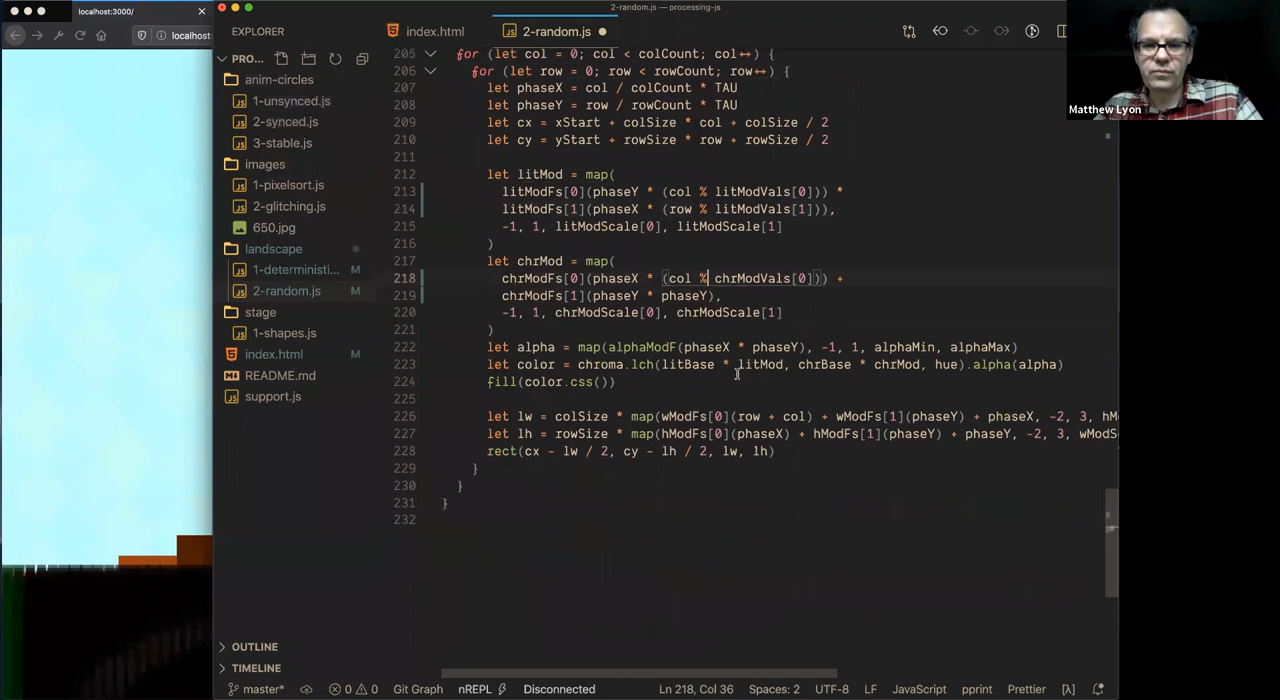 localhost:3000/
localhost:
2-random.js — processing-js
EXPLORER
index.html
2-random.js
PRO...
anim-circles
1-unsynced.js
2-synced.js
3-stable.js
images
1-pixelsort.js
2-glitching.js
650.jpg
landscape
1-deterministi... M
2-random.js M
stage
1-shapes.js
index.html M
README.md
support.js
OUTLINE
TIMELINE
205 for (let col = 0; col < colCount; col++) {
206 for (let row = 0; row < rowCount; row++) {
207 let phaseX = col / colCount * TAU
208 let phaseY = row / rowCount * TAU
209 let cx = xStart + colSize * col + colSize / 2
210 let cy = yStart + rowSize * row + rowSize / 2
211
212 let litMod = map(
213 litModFs[0](phaseY * (col % litModVals[0])) *
214 litModFs[1](phaseX * (row % litModVals[1])),
215 -1, 1, litModScale[0], litModScale[1]
216 )
217 let chrMod = map(
218 chrModFs[0](phaseX * (col % chrModVals[0])) +
219 chrModFs[1](phaseY * phaseY),
220 -1, 1, chrModScale[0], chrModScale[1]
221 )
222 let alpha = map(alphaModF(phaseX * phaseY), -1, 1, alphaMin, alphaMax)
223 let color = chroma.lch(litBase * litMod, chrBase * chrMod, hue).alpha(alpha)
224 fill(color.css())
225
226 let lw = colSize * map(wModFs[0](row + col) + wModFs[1](phaseY) + phaseX, -2, 3, hM
227 let lh = rowSize * map(hModFs[0](phaseX) + hModFs[1](phaseY) + phaseY, -2, 3, wModS
228 rect(cx - lw / 2, cy - lh / 2, lw, lh)
229 }
230 }
231 }
232
Matthew Lyon
master* 0 0 Git Graph nREPL Disconnected Ln 218, Col 36 Spaces: 2 UTF-8 LF JavaScript pprint Prettier [λ]